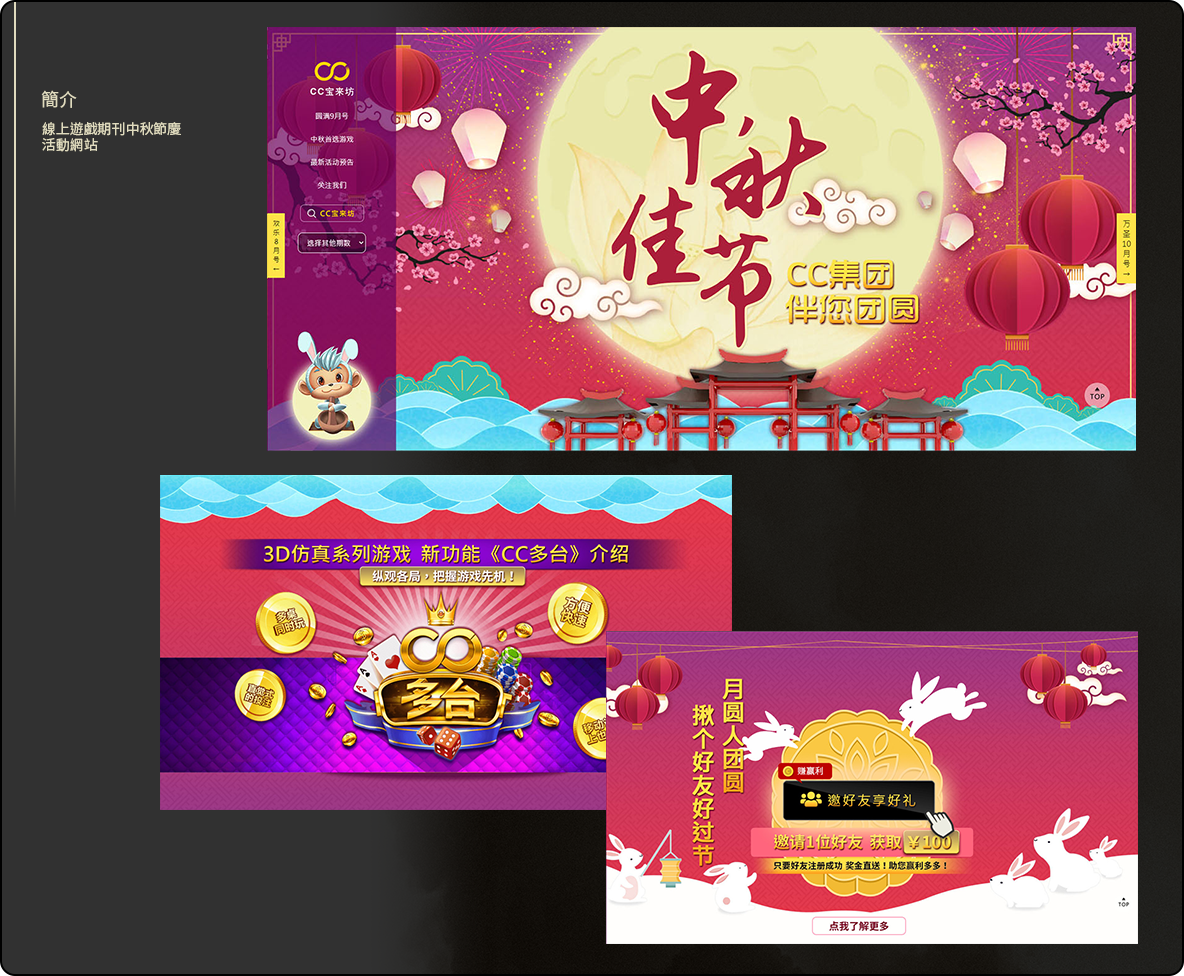 簡介
線上遊戲期刊中秋節慶
活動網站
CC宝来坊
圆满9月号
中秋首选游戏
最新活动预告
关注我们
CC宝来坊
选择其他期数
欢乐8月号←
中秋
佳节
CC集团
伴您团圆
万圣10月号→
TOP
3D仿真系列游戏 新功能《CC多台》介绍
纵观各局，把握游戏先机！
多桌
同时玩
方便
快速
直觉式
的投注
移动
上也
CC
多台
月圆人团圆
揪个好友好过节
赚赢利
邀好友享好礼
邀请1位好友 获取 ￥100
只要好友注册成功 奖金直送！助您赢利多多！
点我了解更多
TOP